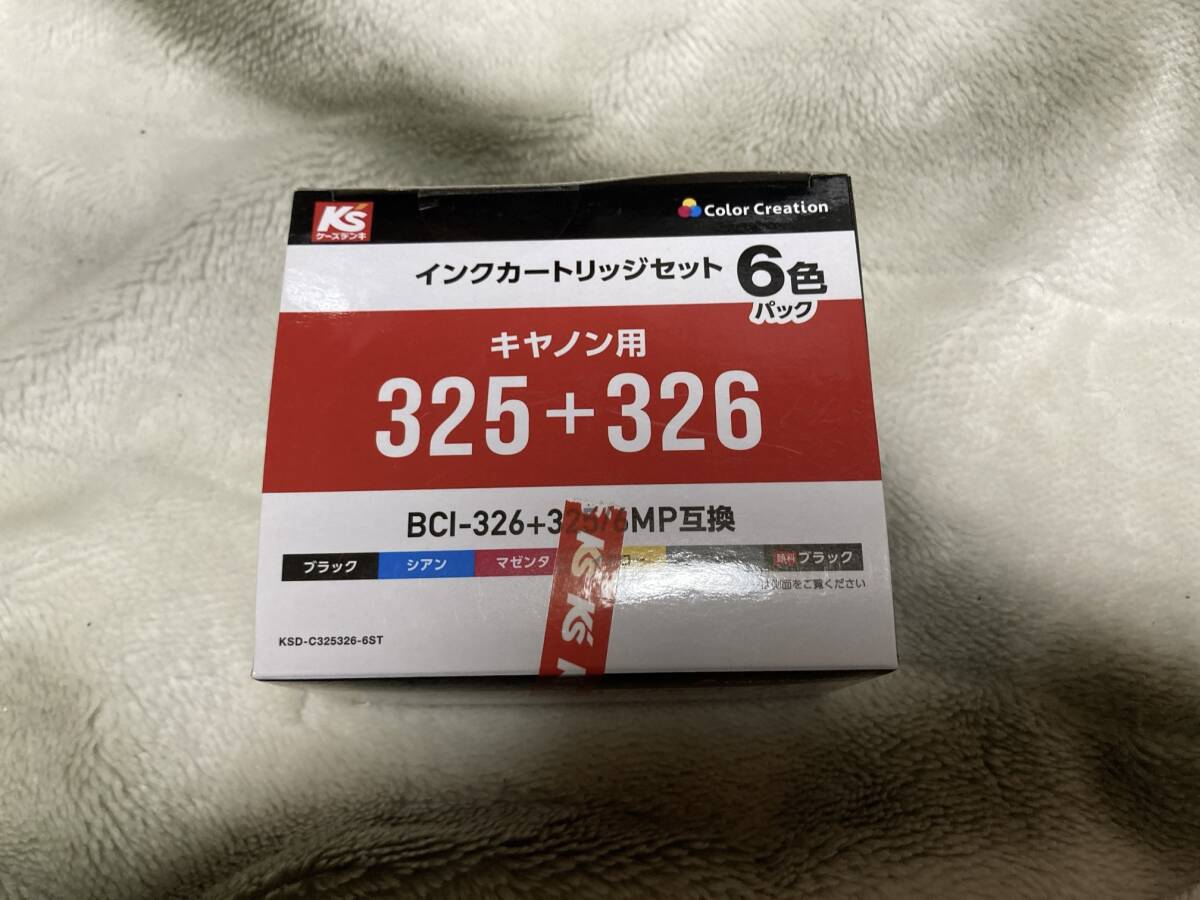 K's
ケーズデンキ
Color Creation
インクカートリッジセット 6色
パック
キヤノン用
325+326
BCI-326+325/6MP互換
ブラック シアン マゼンタ 顔料 ブラック
は側面をご覧ください
KSD-C325326-6ST
K's K's